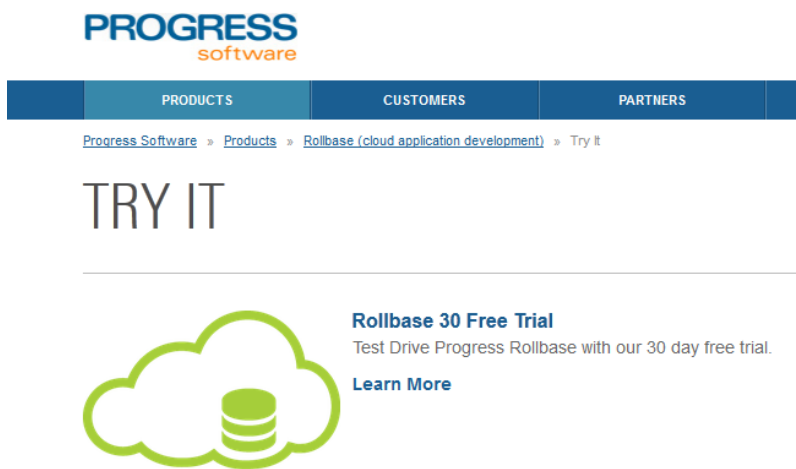 PROGRESS
software
PRODUCTS CUSTOMERS PARTNERS
Progress Software » Products » Rollbase (cloud application development) » Try It
TRY IT
Rollbase 30 Free Trial
Test Drive Progress Rollbase with our 30 day free trial.
Learn More